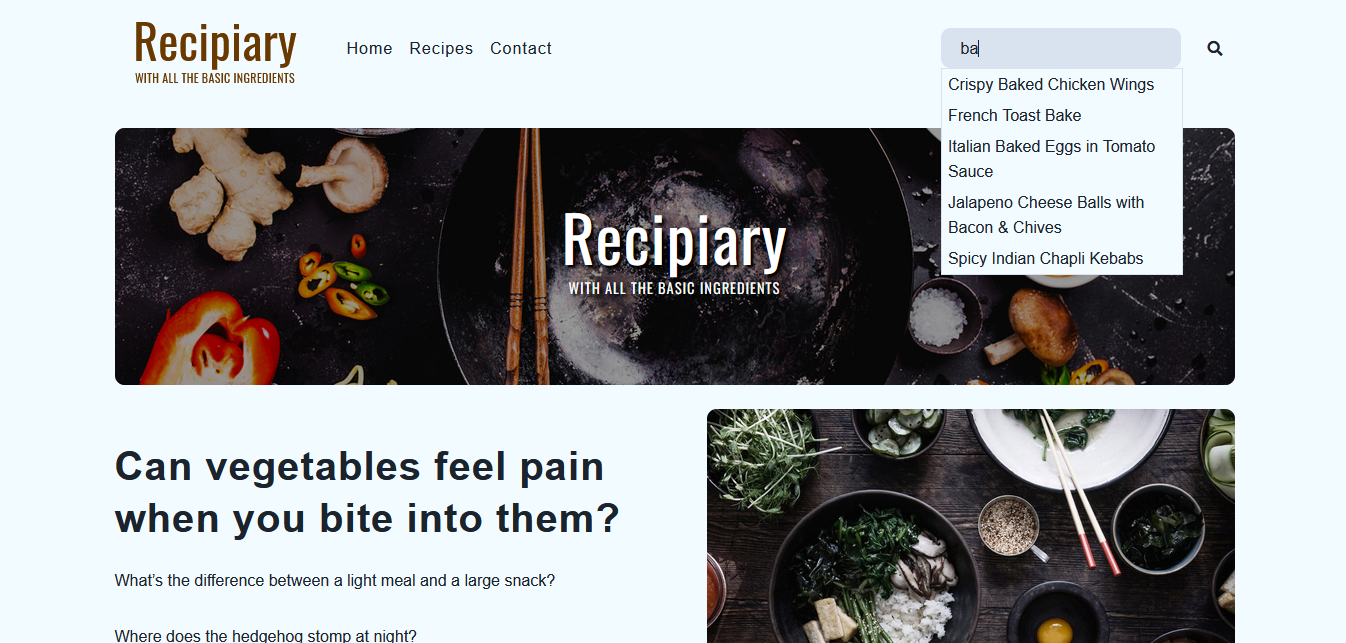 Recipiary
WITH ALL THE BASIC INGREDIENTS
Home Recipes Contact
ba
Crispy Baked Chicken Wings
French Toast Bake
Italian Baked Eggs in Tomato
Sauce
Jalapeno Cheese Balls with
Bacon & Chives
Spicy Indian Chapli Kebabs
Recipiary
WITH ALL THE BASIC INGREDIENTS
Can vegetables feel pain
when you bite into them?
What's the difference between a light meal and a large snack?
Where does the hedgehog stomp at night?